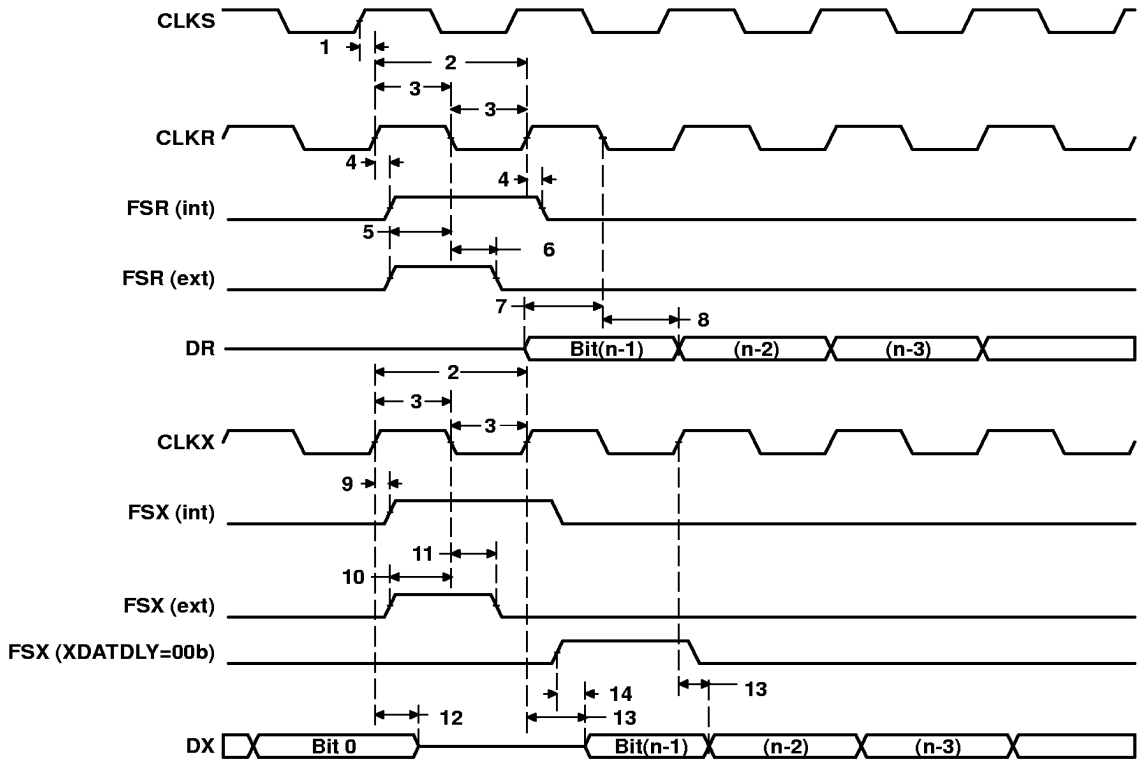 CLKS
1
2
3
3
CLKR
4
4
FSR (int)
5
6
FSR (ext)
7
8
DR Bit(n-1) (n-2) (n-3)
2
3
3
CLKX
9
FSX (int)
11
10
FSX (ext)
FSX (XDATDLY=00b)
14
13
12
13
DX Bit 0 Bit(n-1) (n-2) (n-3)